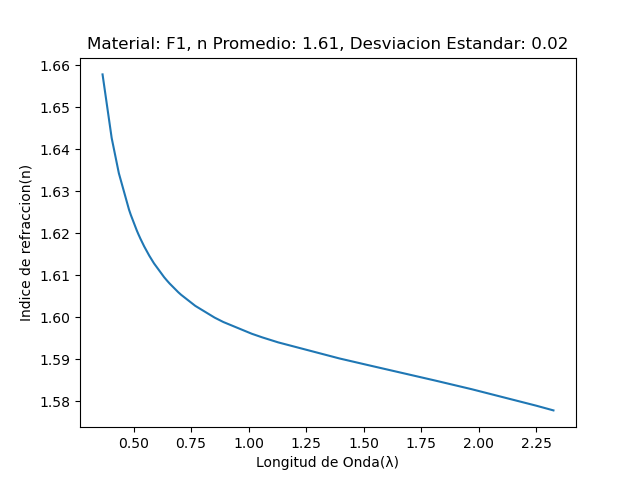 Material: F1, n Promedio: 1.61, Desviacion Estandar: 0.02
1.66
1.65
1.64
1.63
1.62
1.61
1.60
1.59
1.58
Indice de refraccion(n)
0.50 0.75 1.00 1.25 1.50 1.75 2.00 2.25
Longitud de Onda(λ)